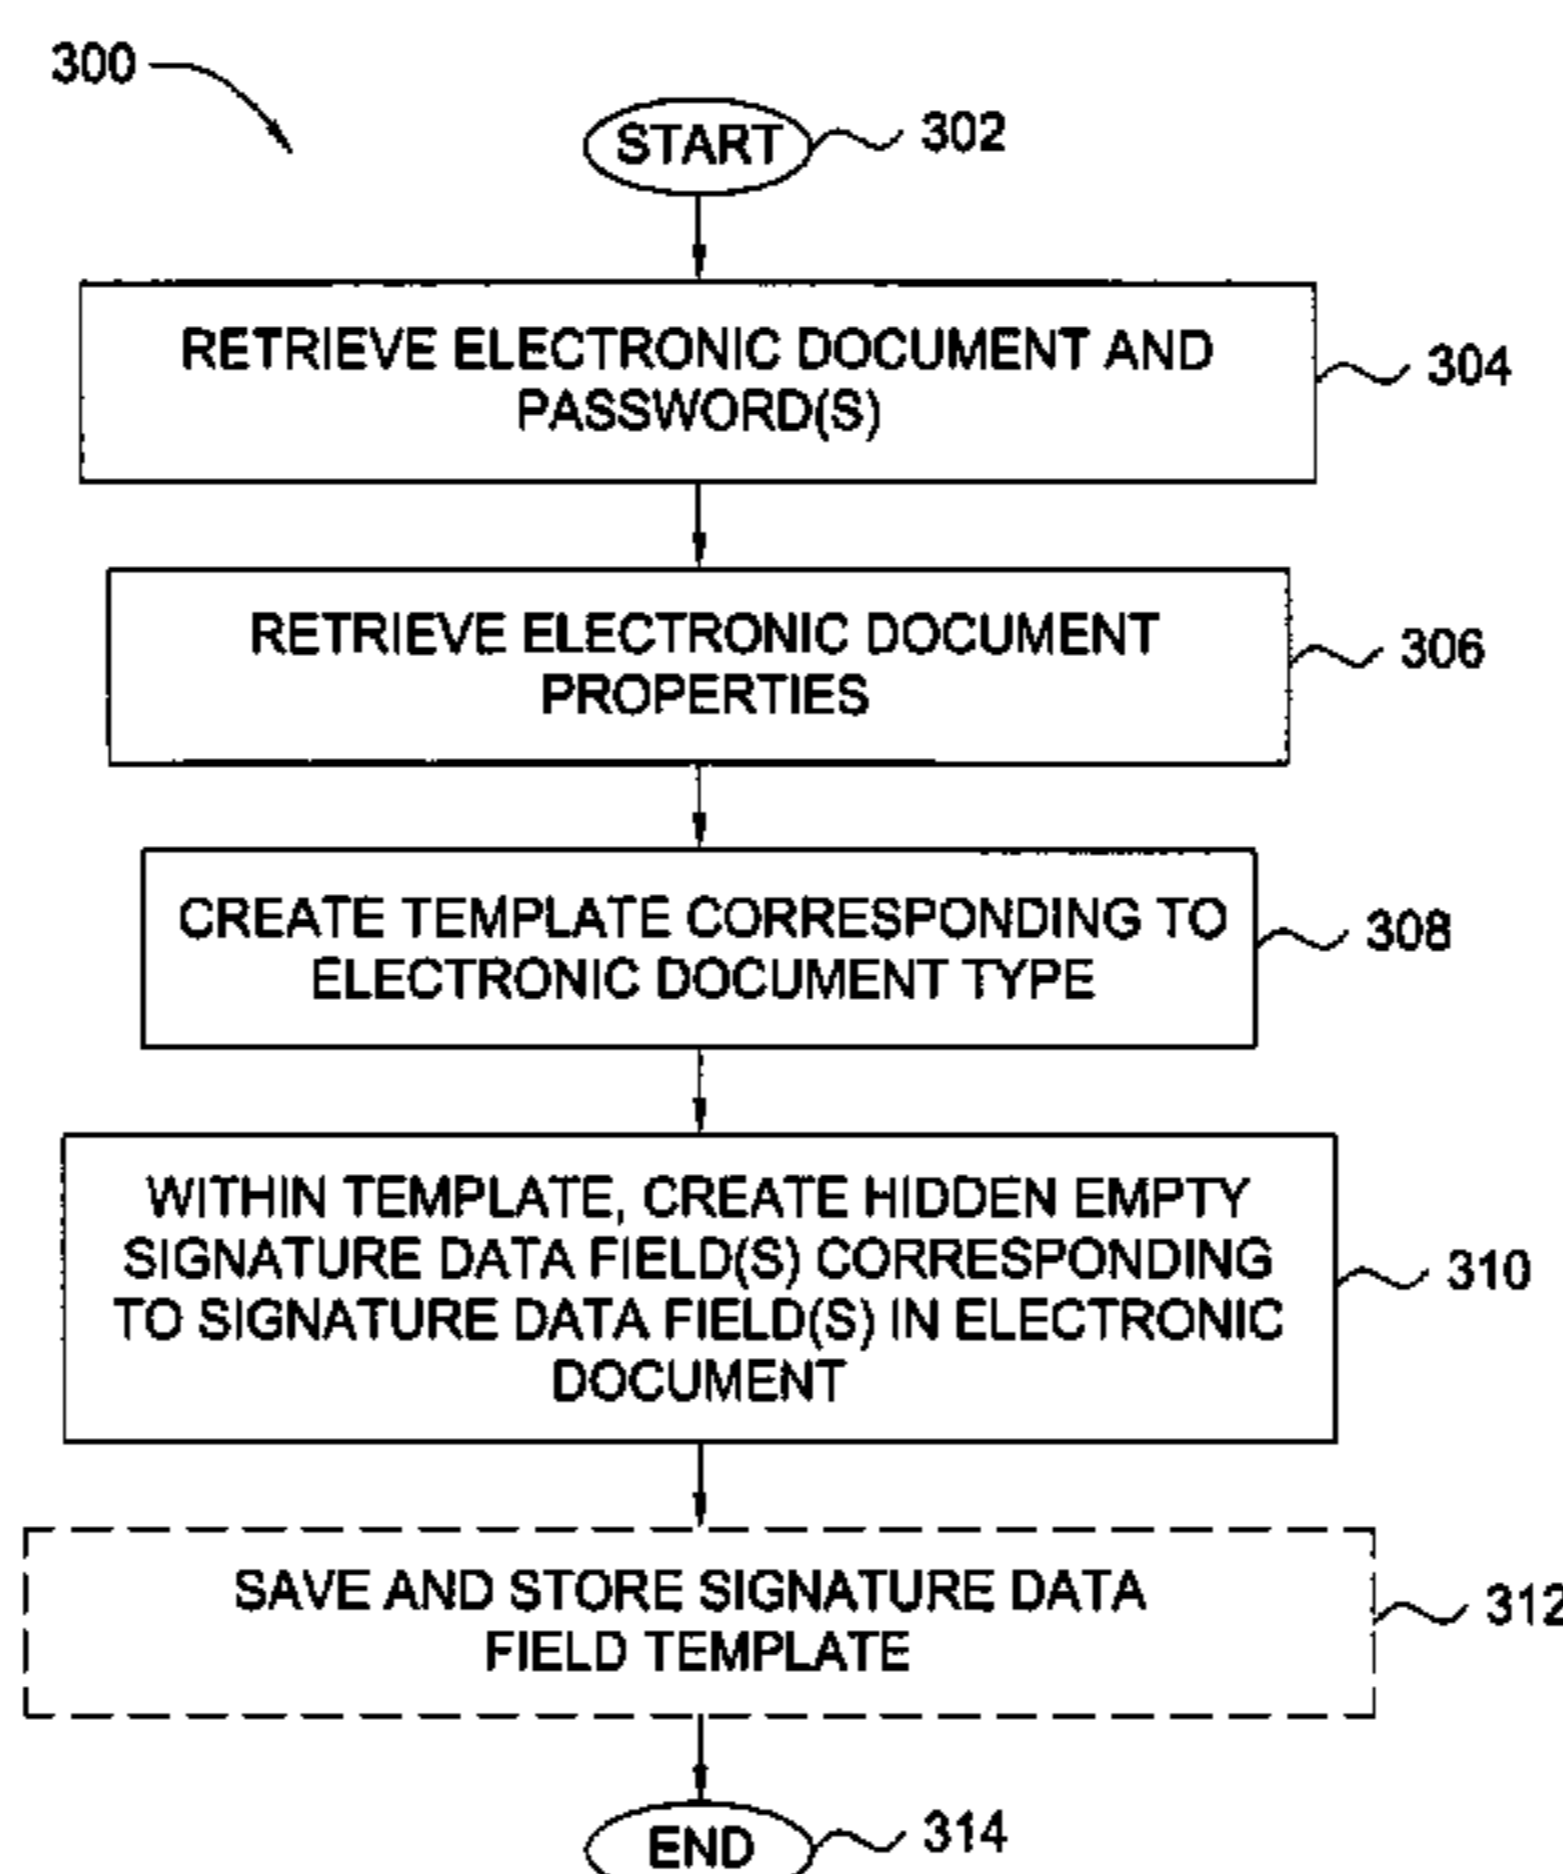 300
START
302
RETRIEVE ELECTRONIC DOCUMENT AND
PASSWORD(S)
304
RETRIEVE ELECTRONIC DOCUMENT
PROPERTIES
306
CREATE TEMPLATE CORRESPONDING TO
ELECTRONIC DOCUMENT TYPE
308
WITHIN TEMPLATE, CREATE HIDDEN EMPTY
SIGNATURE DATA FIELD(S) CORRESPONDING
TO SIGNATURE DATA FIELD(S) IN ELECTRONIC
DOCUMENT
310
SAVE AND STORE SIGNATURE DATA
FIELD TEMPLATE
312
END
314